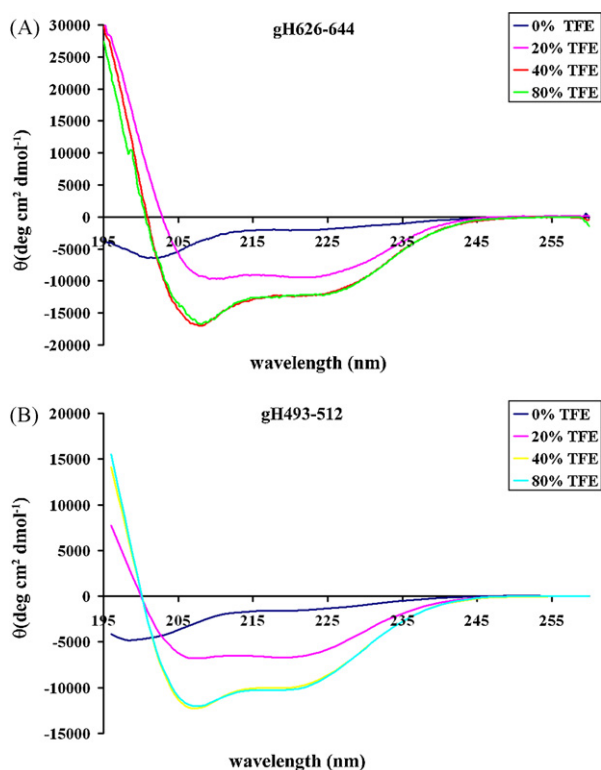 (A)
gH626-644
0% TFE
20% TFE
40% TFE
80% TFE
30000
25000
20000
15000
10000
5000
0
-5000
-10000
-15000
-20000
θ(deg cm² dmol⁻¹)
195 205 215 225 235 245 255
wavelength (nm)
(B)
gH493-512
0% TFE
20% TFE
40% TFE
80% TFE
20000
15000
10000
5000
0
-5000
-10000
-15000
θ(deg cm² dmol⁻¹)
195 205 215 225 235 245 255
wavelength (nm)